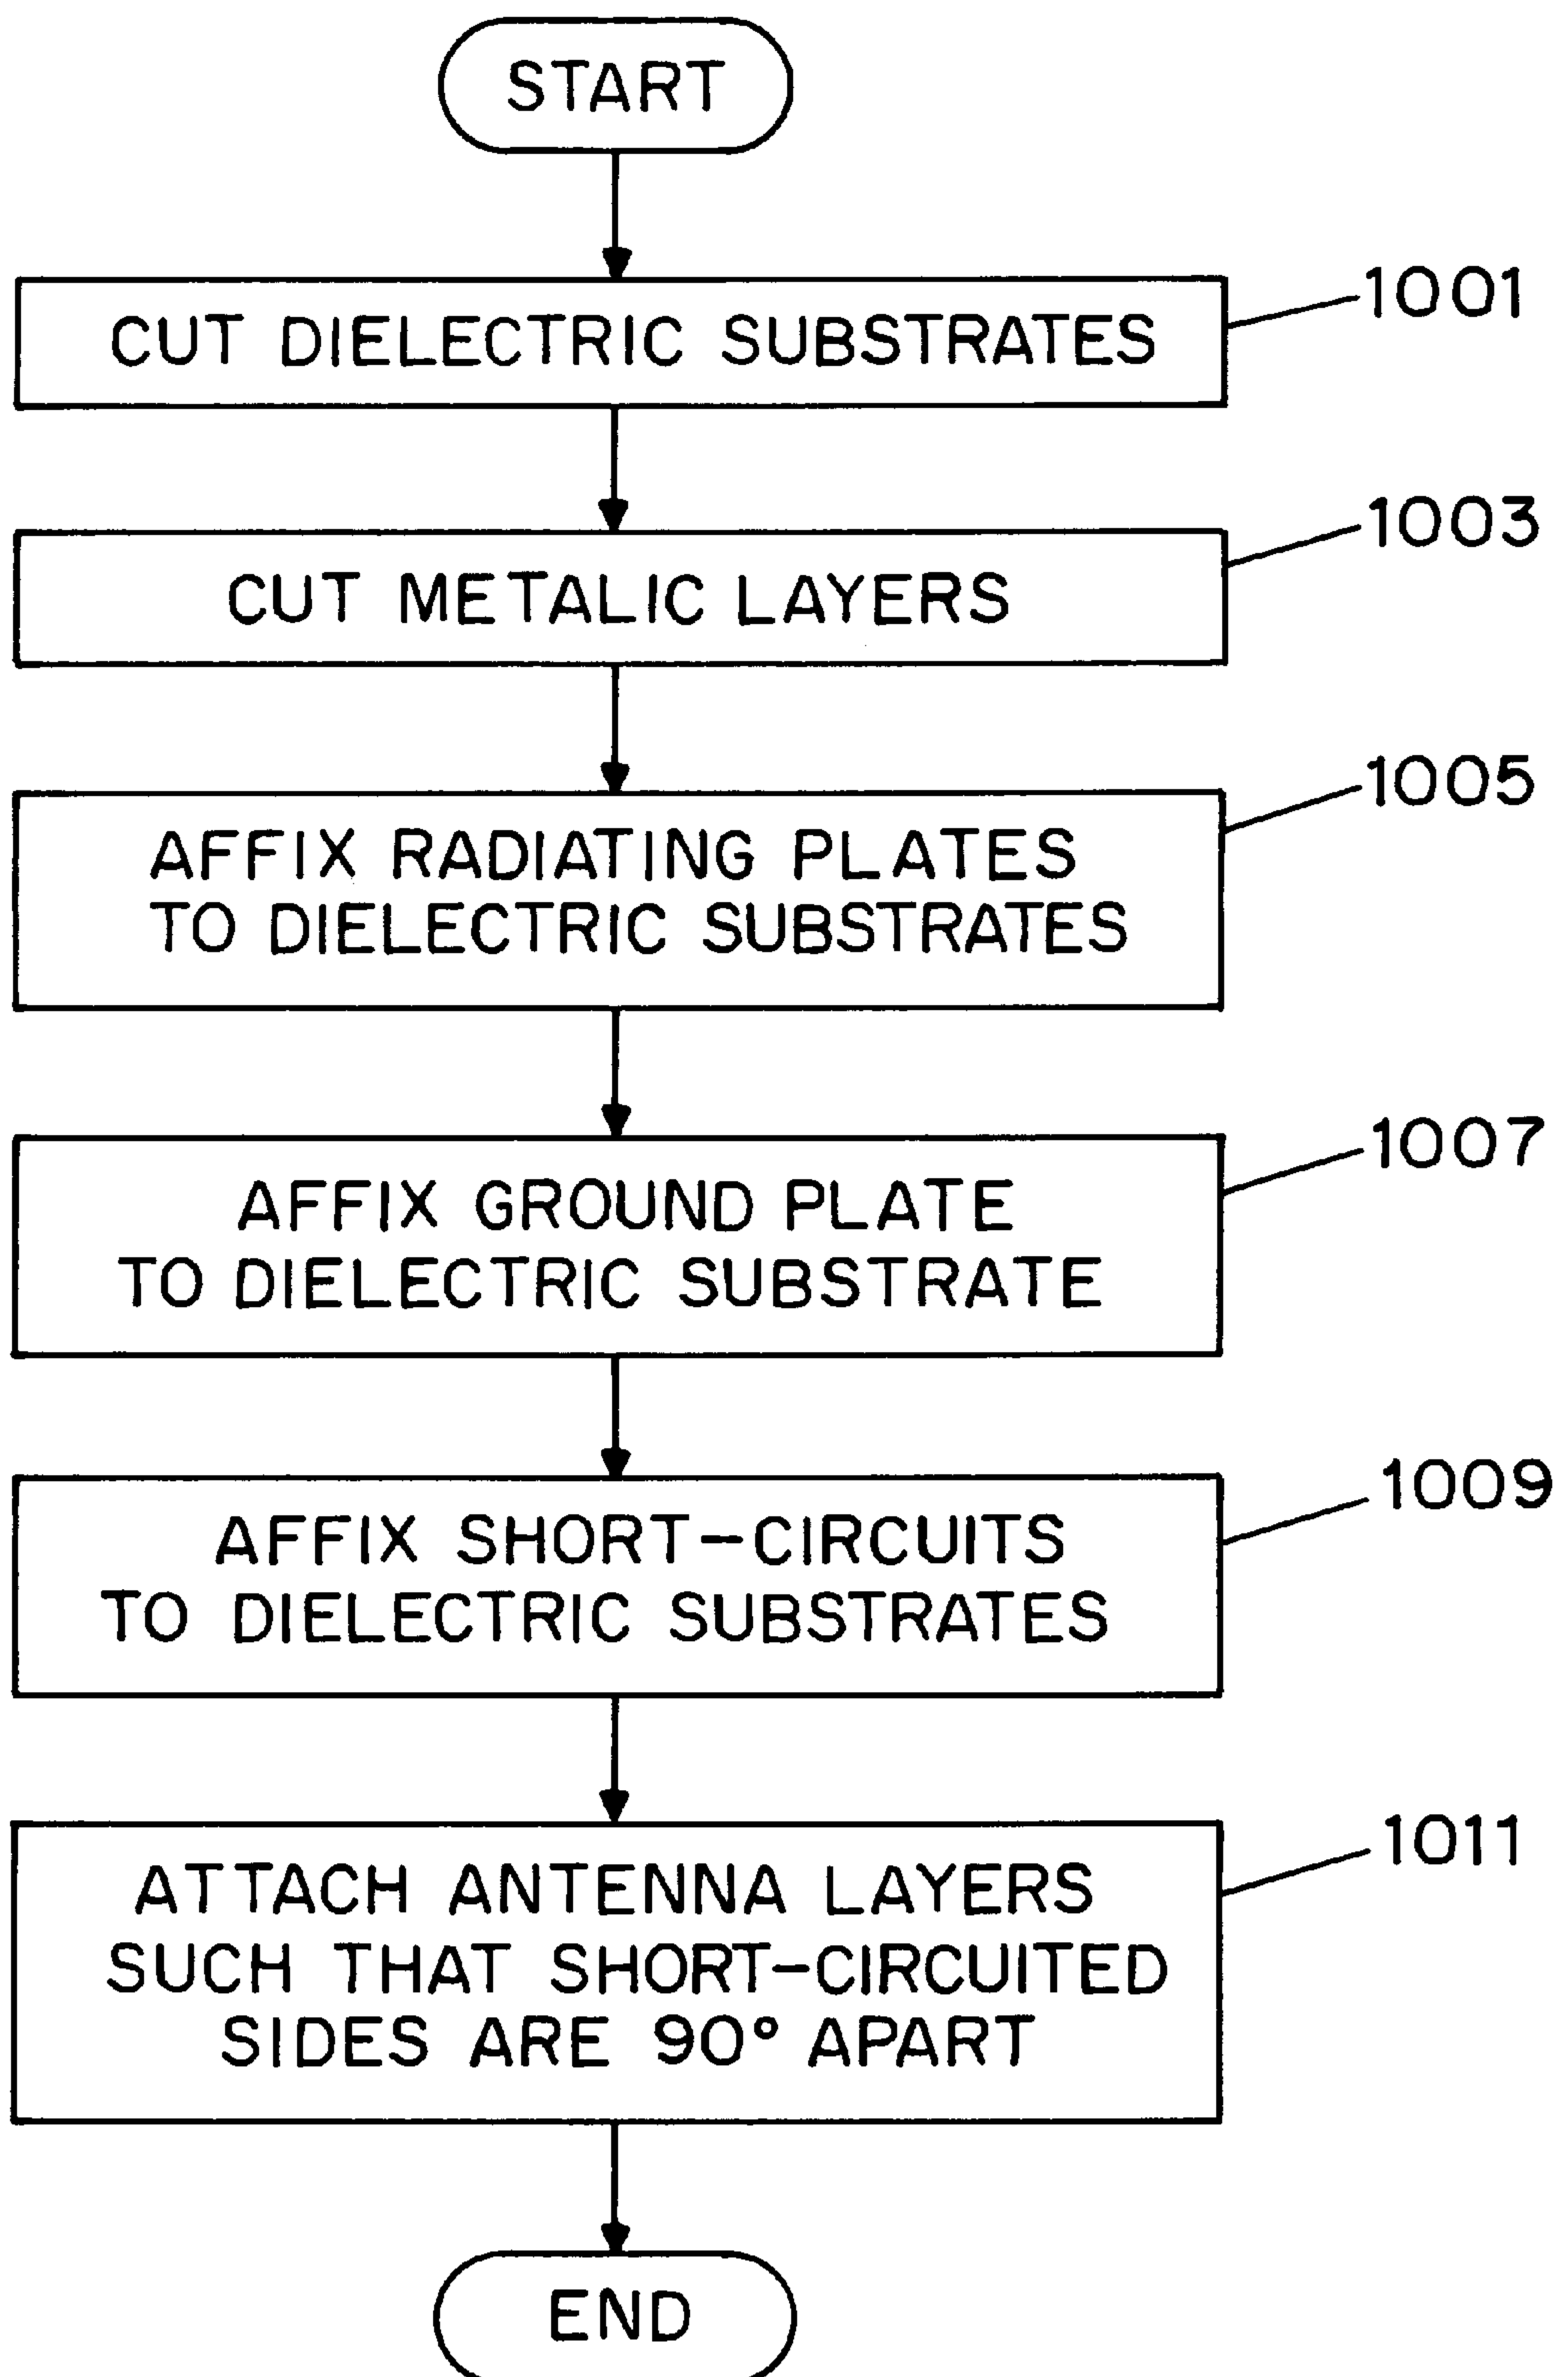 START
CUT DIELECTRIC SUBSTRATES
1001
CUT METALIC LAYERS
1003
AFFIX RADIATING PLATES
TO DIELECTRIC SUBSTRATES
1005
AFFIX GROUND PLATE
TO DIELECTRIC SUBSTRATE
1007
AFFIX SHORT-CIRCUITS
TO DIELECTRIC SUBSTRATES
1009
ATTACH ANTENNA LAYERS
SUCH THAT SHORT-CIRCUITED
SIDES ARE 90° APART
1011
END